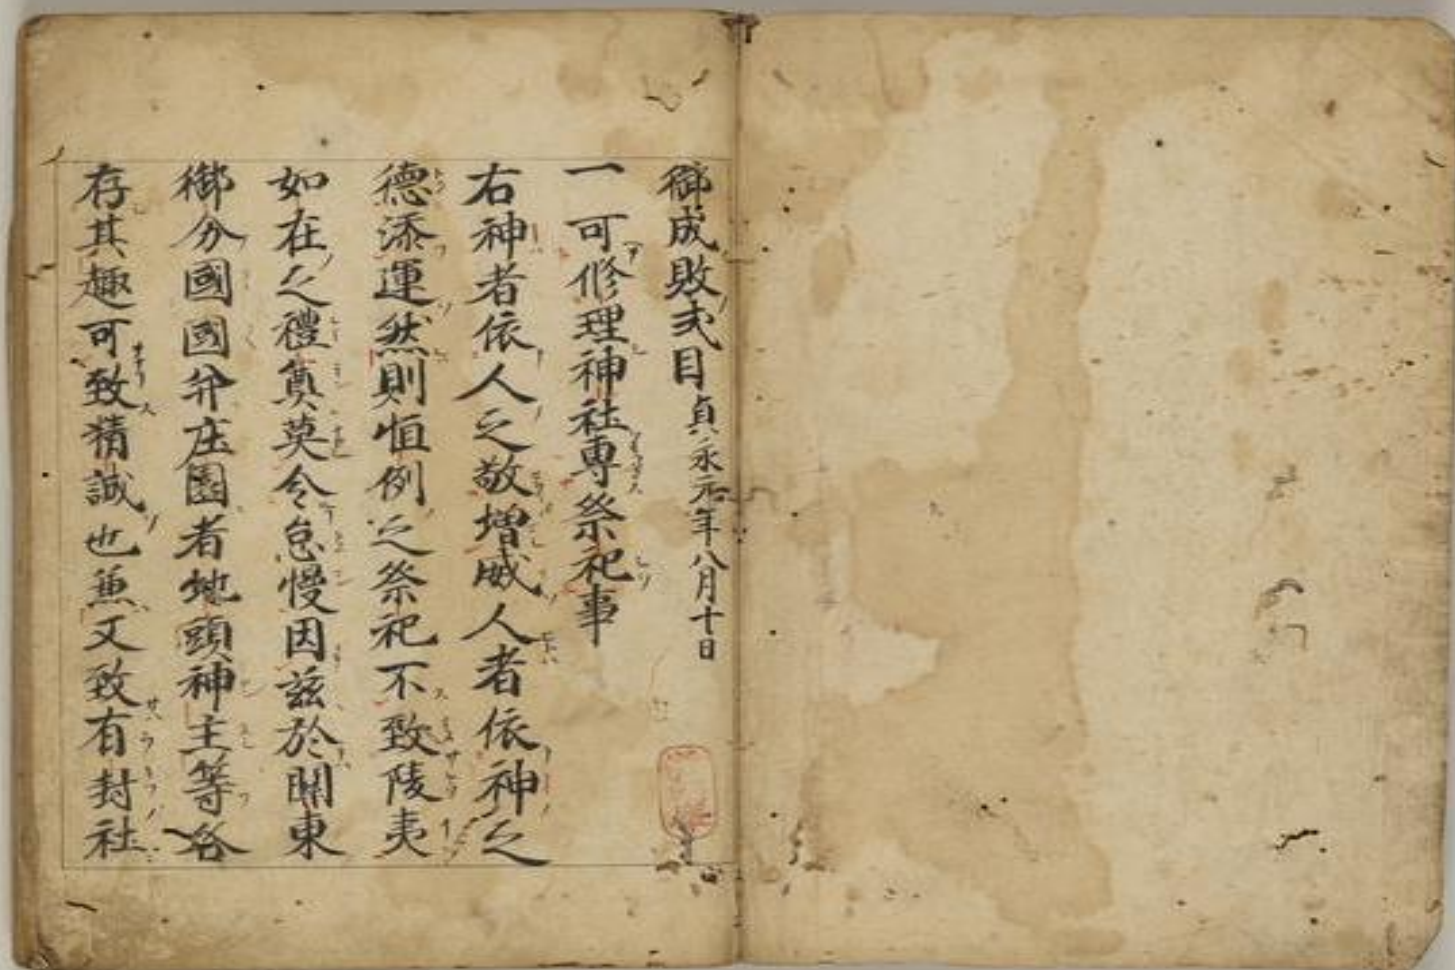 御成敗式目 貞永元年八月十日
一可修理神社專祭祀事
右神者依人之敬増威人者依神之
德添運然則恒例之祭祀不致陵夷
如在之禮奠莫令怠慢因茲於關東
御分國國并庄園者地頭神主等各
存其趣可致精誠也兼又致有封社